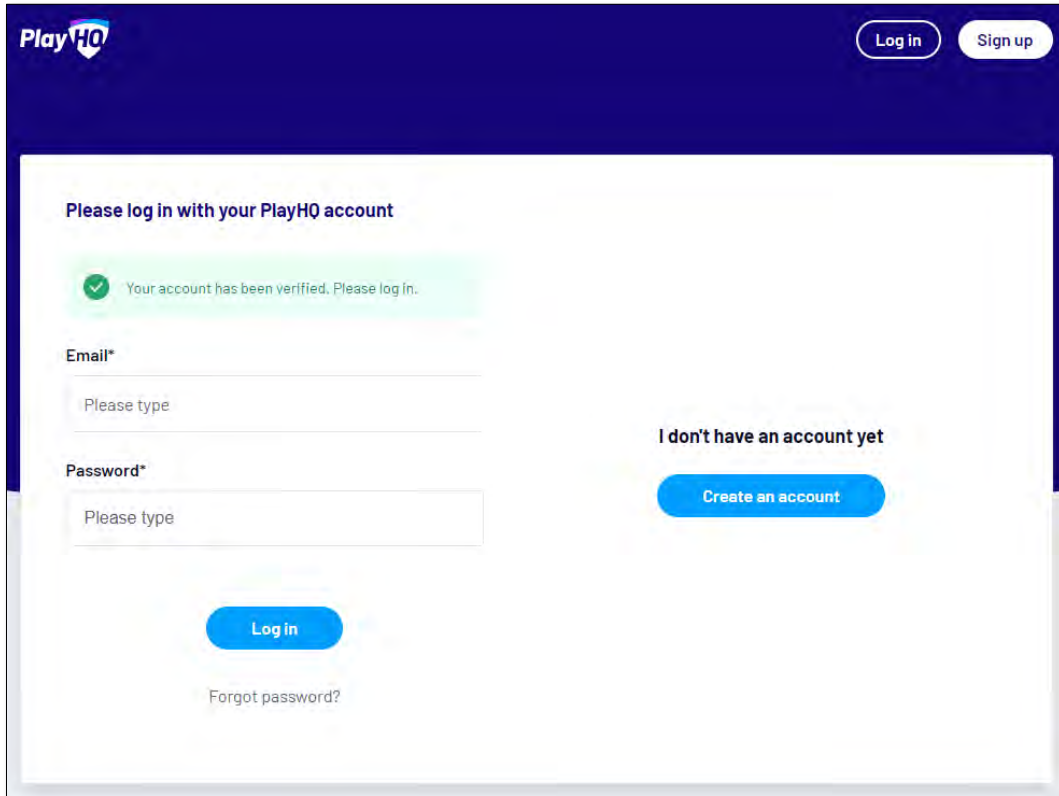 PlayHQ
Log in
Sign up
Please log in with your PlayHQ account
Your account has been verified. Please log in.
Email*
Please type
Password*
Please type
Log in
Forgot password?
I don't have an account yet
Create an account